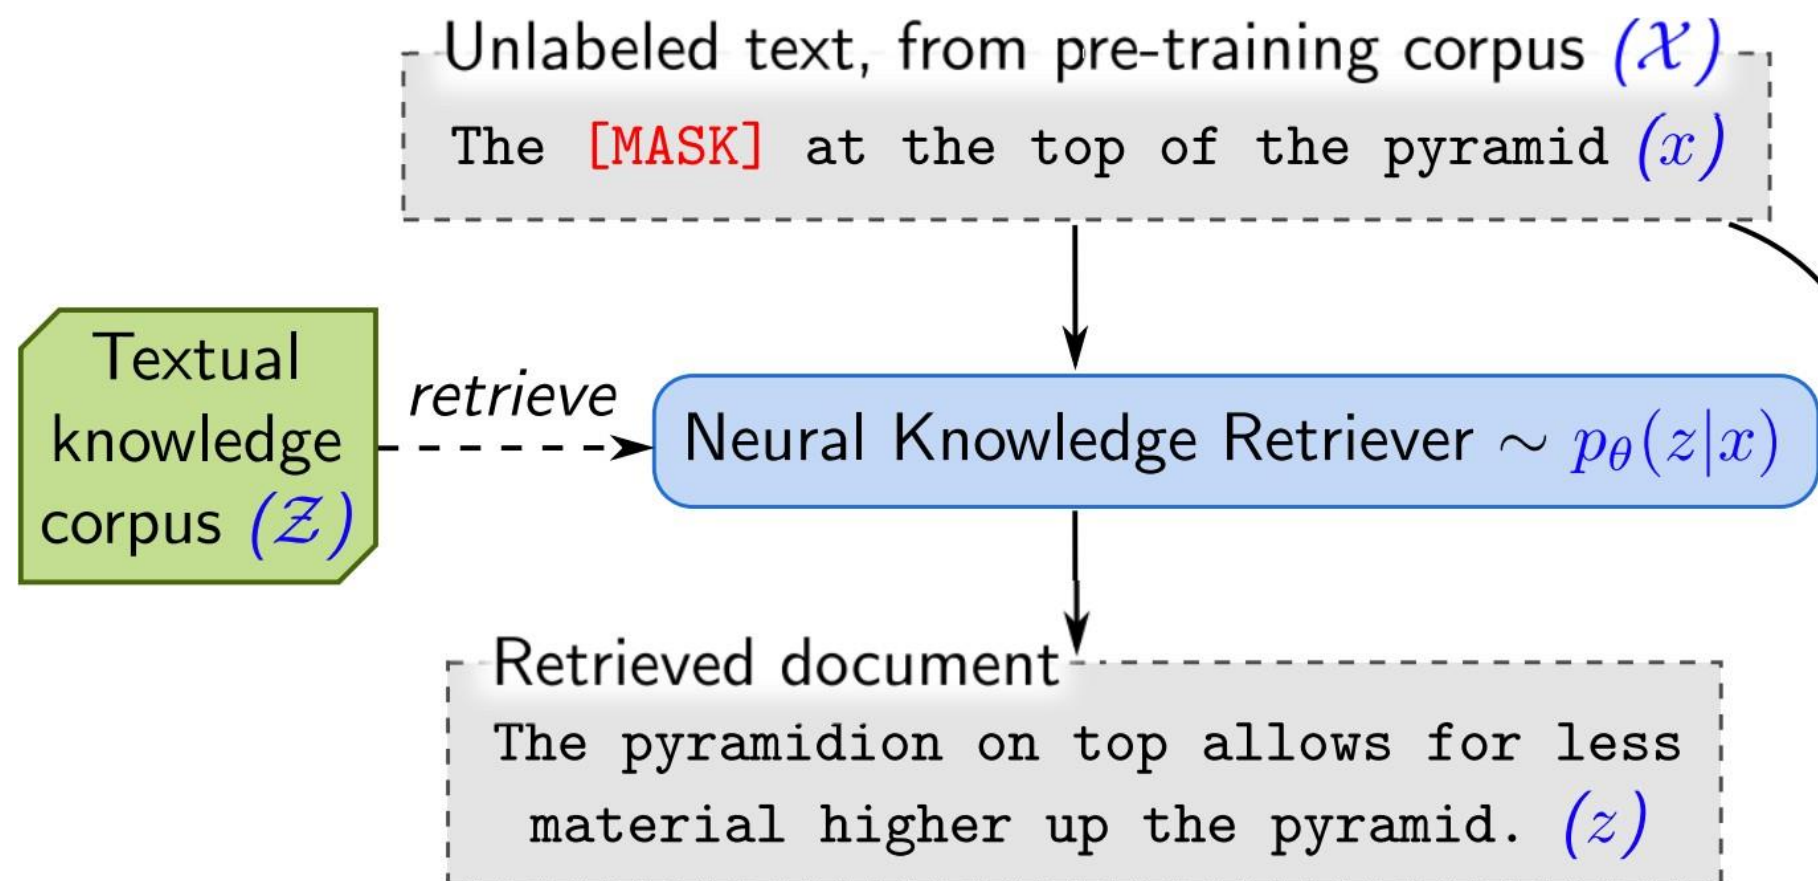 Unlabeled text, from pre-training corpus (𝒳)
The [MASK] at the top of the pyramid (x)
Textual
knowledge
corpus (𝒵)
retrieve
Neural Knowledge Retriever ∼ pθ(z|x)
Retrieved document
The pyramidion on top allows for less
material higher up the pyramid. (z)